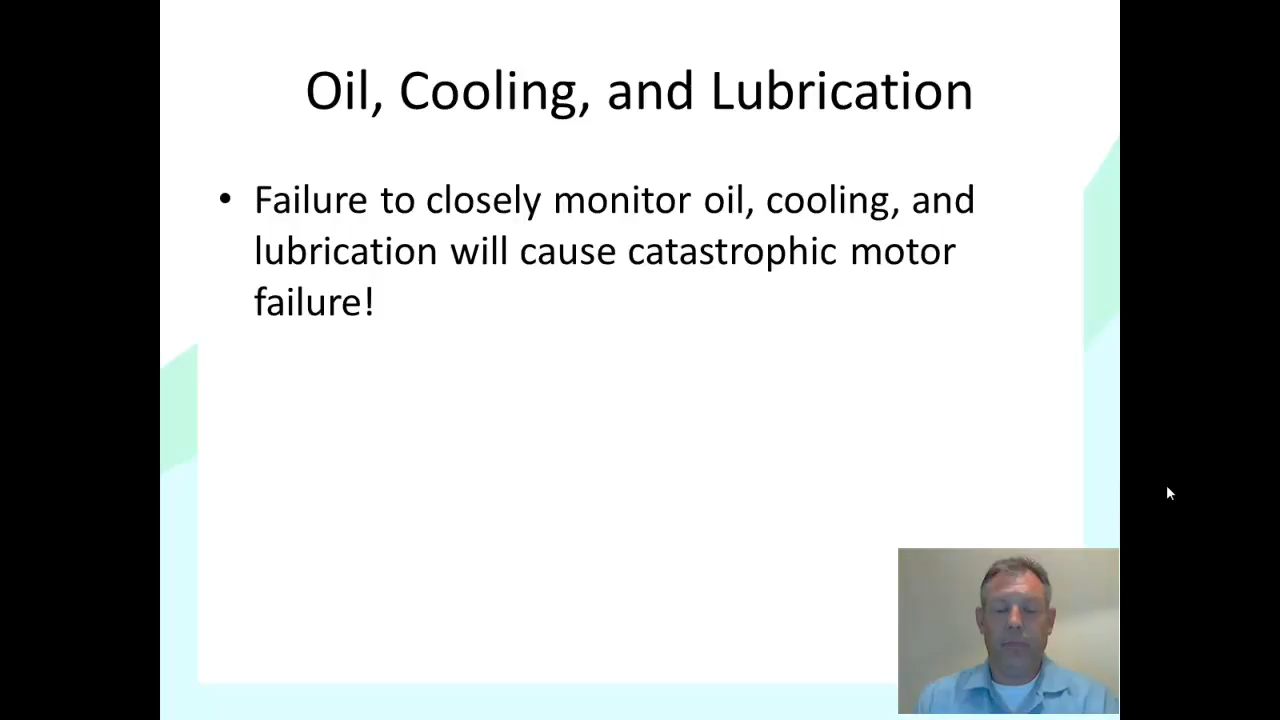 Oil, Cooling, and Lubrication
• Failure to closely monitor oil, cooling, and
lubrication will cause catastrophic motor
failure!